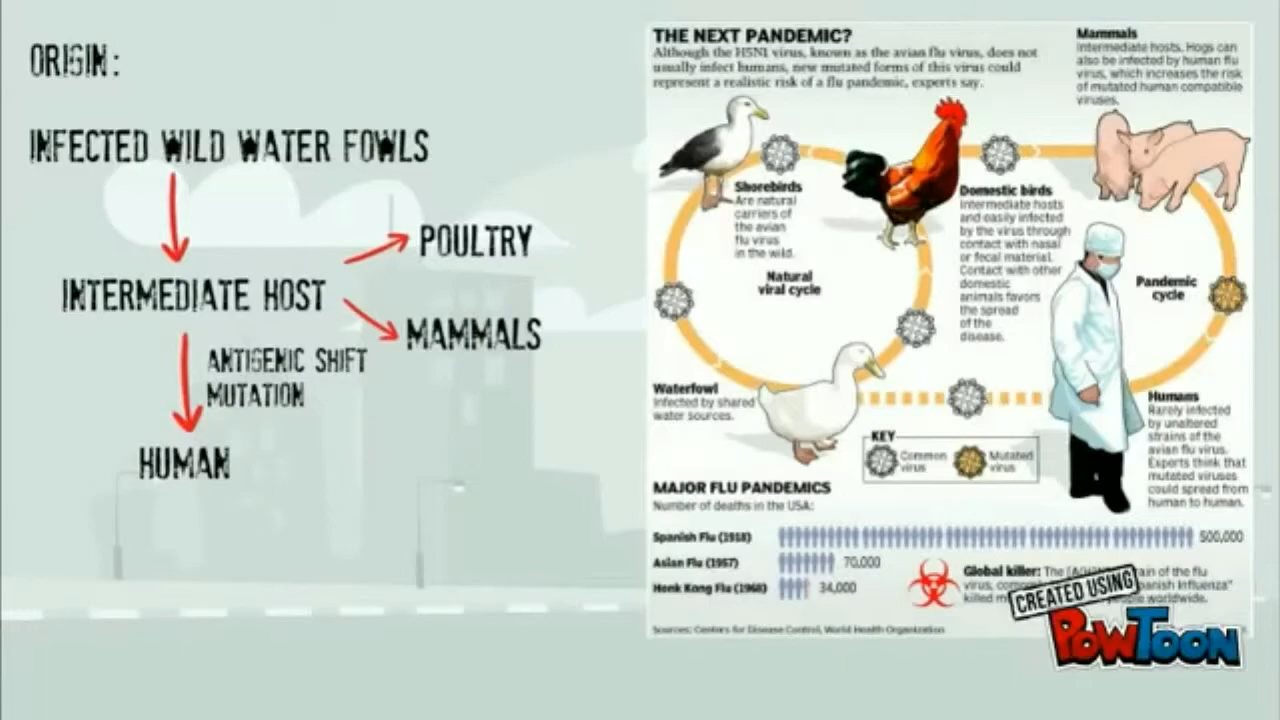 ORIGIN:
INFECTED WILD WATER FOWLS
INTERMEDIATE HOST
POULTRY
MAMMALS
ANTIGENIC SHIFT
MUTATION
HUMAN
THE NEXT PANDEMIC?
Although the H5N1 virus, known as the avian flu virus, does not
usually infect humans, new mutated forms of this virus could
represent a realistic risk of a flu pandemic, experts say.
Mammals
Intermediate hosts. Hogs can
also be infected by human flu
virus, which increases the risk
of mutated human compatible
viruses.
Shorebirds
Are natural
carriers of
the avian
flu virus
in the wild.
Natural
viral cycle
Domestic birds
Intermediate hosts
and easily infected
by the virus through
contact with nasal
or fecal material.
Contact with other
domestic
animals favors
the spread
of the
disease.
Pandemic
cycle
Waterfowl
Infected by shared
water sources.
Humans
Rarely infected
by unaltered
strains of the
avian flu virus.
Experts think that
mutated viruses
could spread from
human to human.
KEY
Common
virus
Mutated
virus
MAJOR FLU PANDEMICS
Number of deaths in the USA:
Spanish Flu (1918) 500,000
Asian Flu (1957) 70,000
Honk Kong Flu (1968) 34,000
Global killer: The of the flu
virus, Influenza"
killed worldwide.
Sources: Centers for Disease Control, World Health Organization
CREATED USING
POWTOON